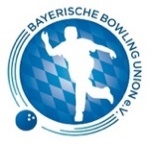 BAYERISCHE BOWLING UNION e.V.